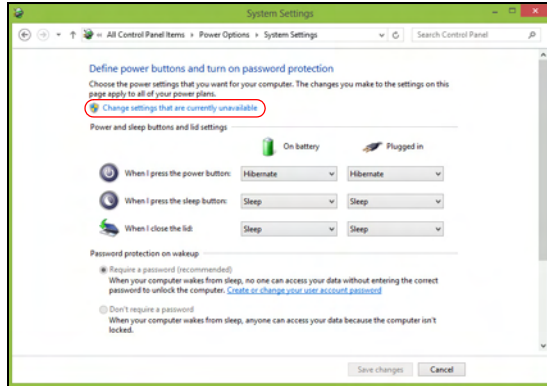 System Settings
« All Control Panel Items › Power Options › System Settings
Search Control Panel
Define power buttons and turn on password protection
Choose the power settings that you want for your computer. The changes you make to the settings on this
page apply to all of your power plans.
Change settings that are currently unavailable
Power and sleep buttons and lid settings
On battery Plugged in
When I press the power button: Hibernate Hibernate
When I press the sleep button: Sleep Sleep
When I close the lid: Sleep Sleep
Password protection on wakeup
Require a password (recommended)
When your computer wakes from sleep, no one can access your data without entering the correct
password to unlock the computer. Create or change your user account password
Don't require a password
When your computer wakes from sleep, anyone can access your data because the computer isn't
locked.
Save changes Cancel